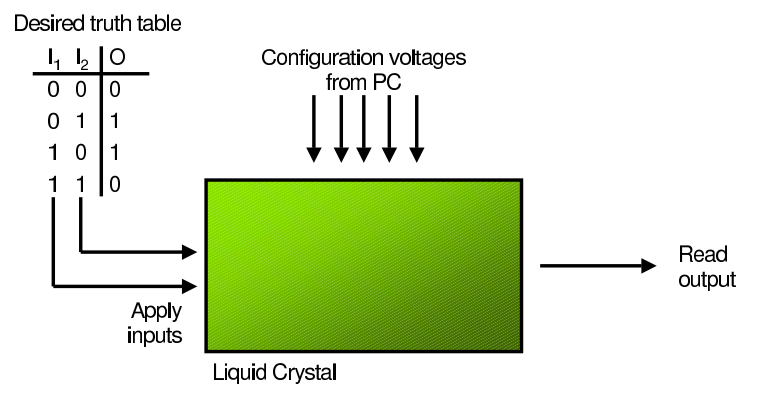 Desired truth table
I1 I2 O
0 0 0
0 1 1
1 0 1
1 1 0
Configuration voltages
from PC
Apply
inputs
Read
output
Liquid Crystal